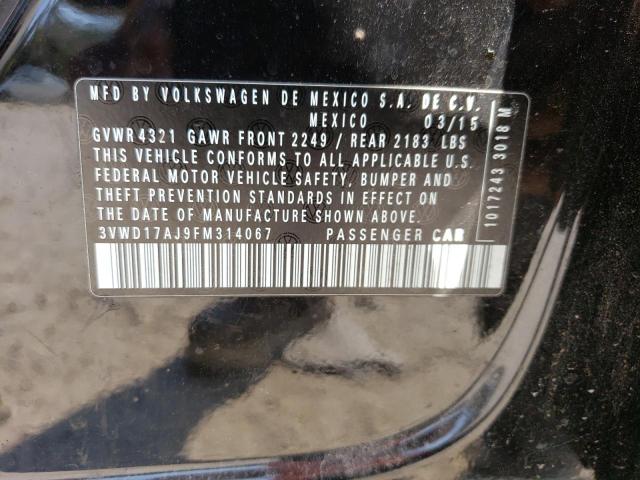 MFD BY VOLKSWAGEN DE MEXICO S.A. DE C.V.
MEXICO 03/15
GVWR4321 GAWR FRONT 2249 / REAR 2183 LBS
THIS VEHICLE CONFORMS TO ALL APPLICABLE U.S.
FEDERAL MOTOR VEHICLE SAFETY, BUMPER AND
THEFT PREVENTION STANDARDS IN EFFECT ON
THE DATE OF MANUFACTURE SHOWN ABOVE.
3VWD17AJ9FM314067 PASSENGER CAR
1017243 3018 M